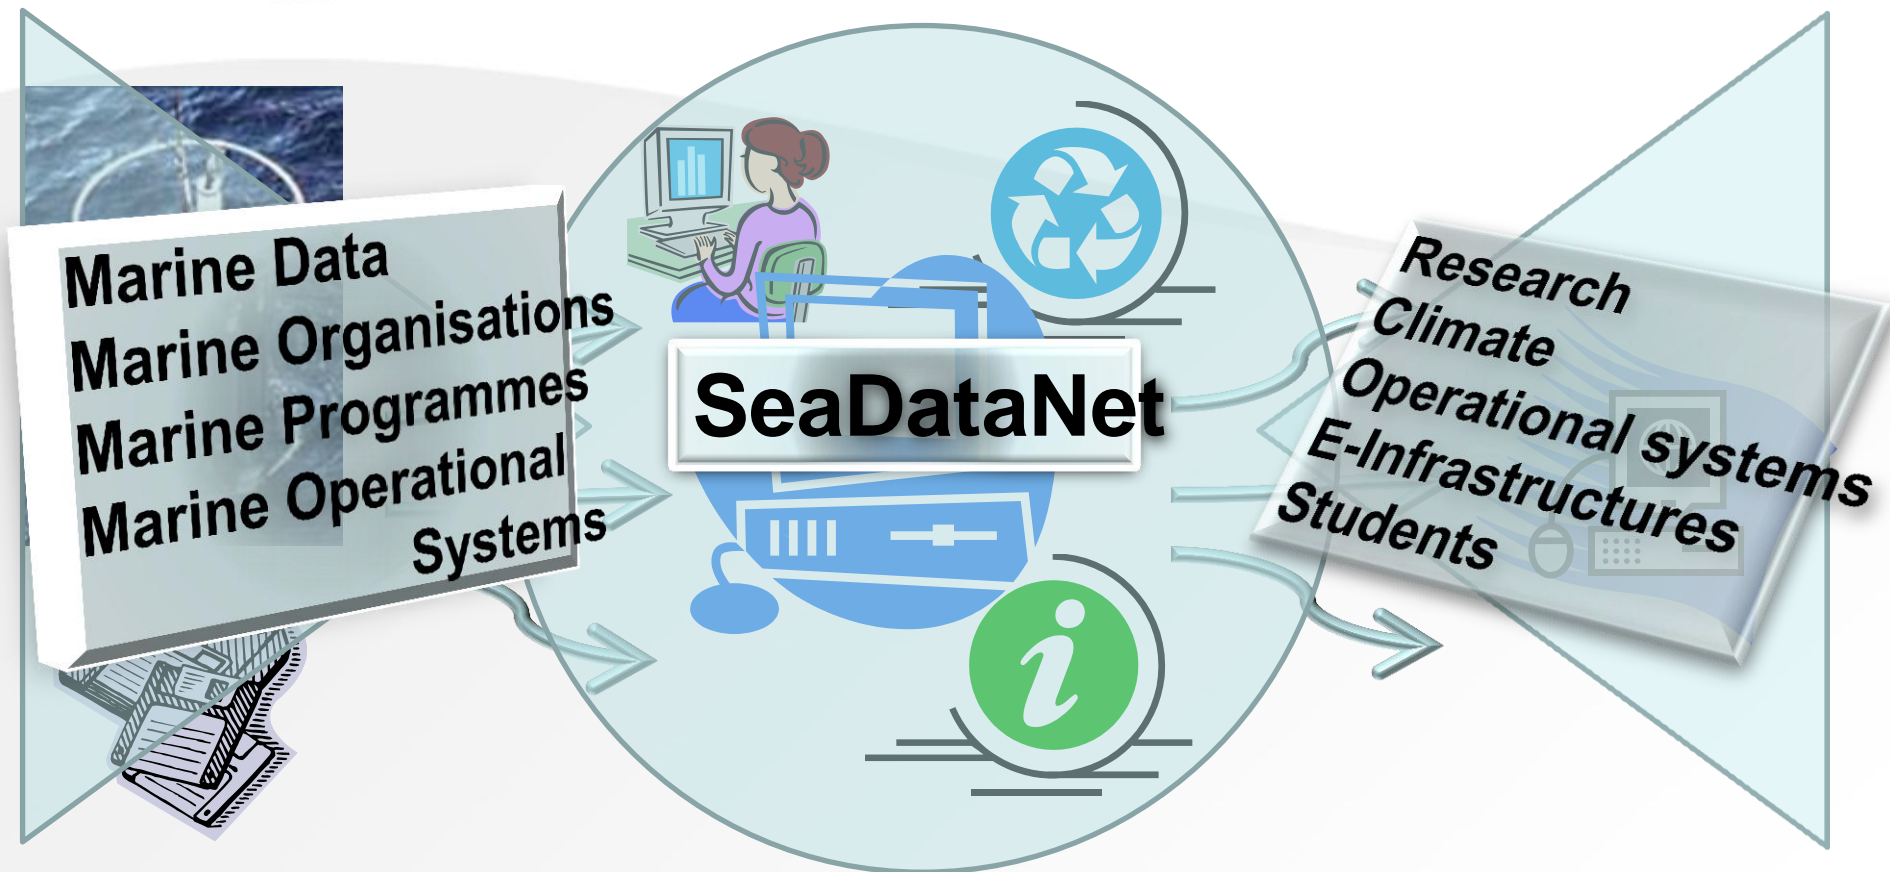 Marine Data
Marine Organisations
Marine Programmes
Marine Operational
Systems
SeaDataNet
Research
Climate
Operational systems
E-Infrastructures
Students
i